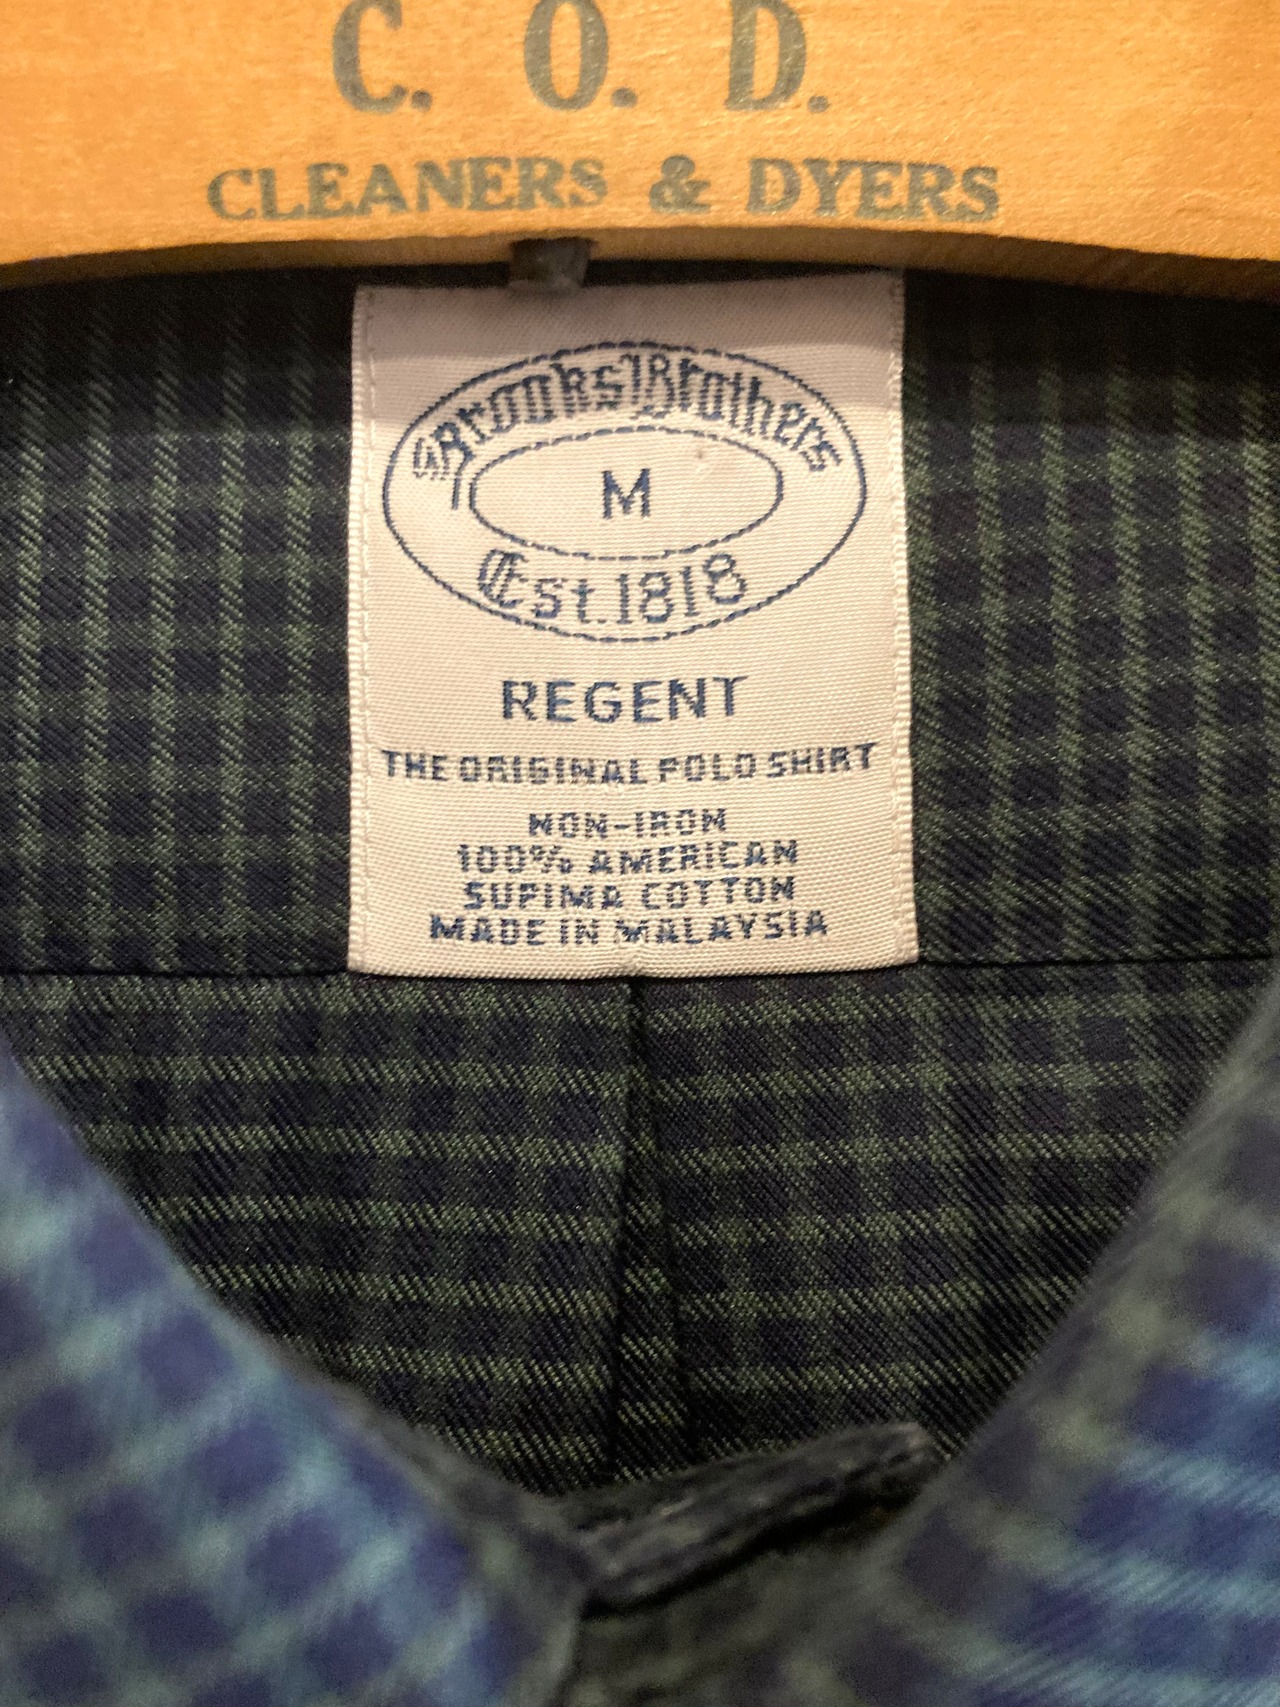 C. O. D.
CLEANERS & DYERS
Brooks Brothers
M
Est. 1818
REGENT
THE ORIGINAL POLO SHIRT
NON-IRON
100% AMERICAN
SUPIMA COTTON
MADE IN MALAYSIA